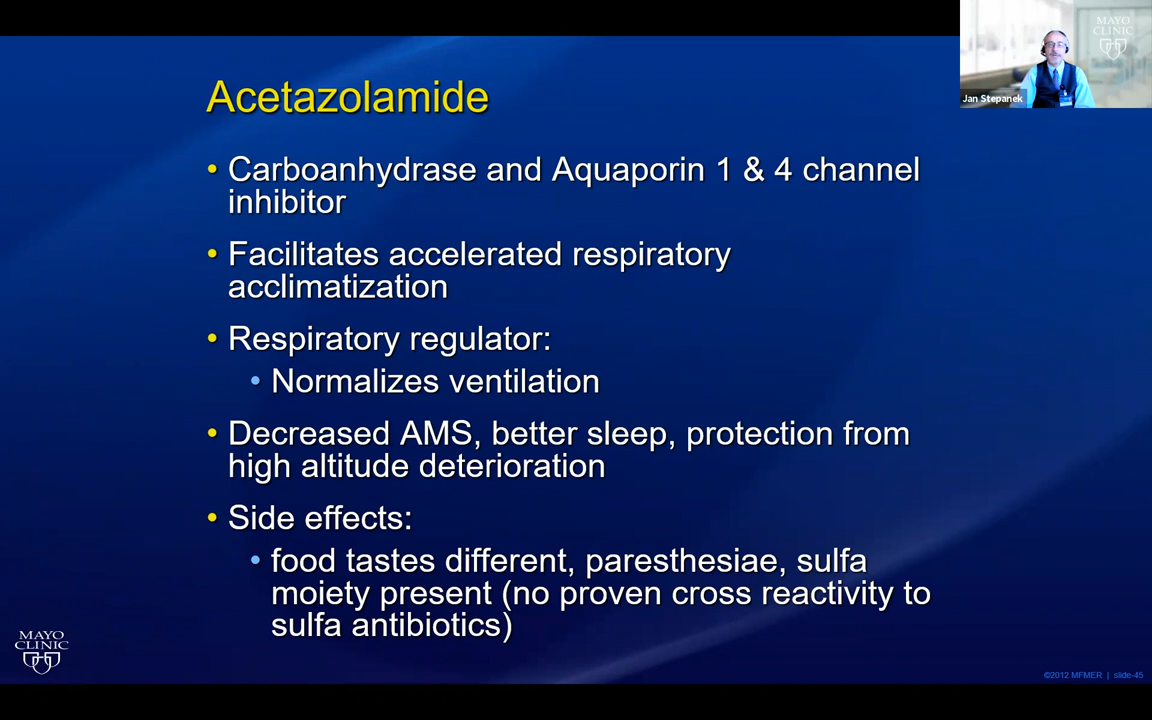 MAYO
CLINIC
Jan Stepanek
Acetazolamide
• Carboanhydrase and Aquaporin 1 & 4 channel
inhibitor
• Facilitates accelerated respiratory
acclimatization
• Respiratory regulator:
• Normalizes ventilation
• Decreased AMS, better sleep, protection from
high altitude deterioration
• Side effects:
• food tastes different, paresthesiae, sulfa
moiety present (no proven cross reactivity to
sulfa antibiotics)
MAYO
CLINIC
©2012 MFMER | slide-45